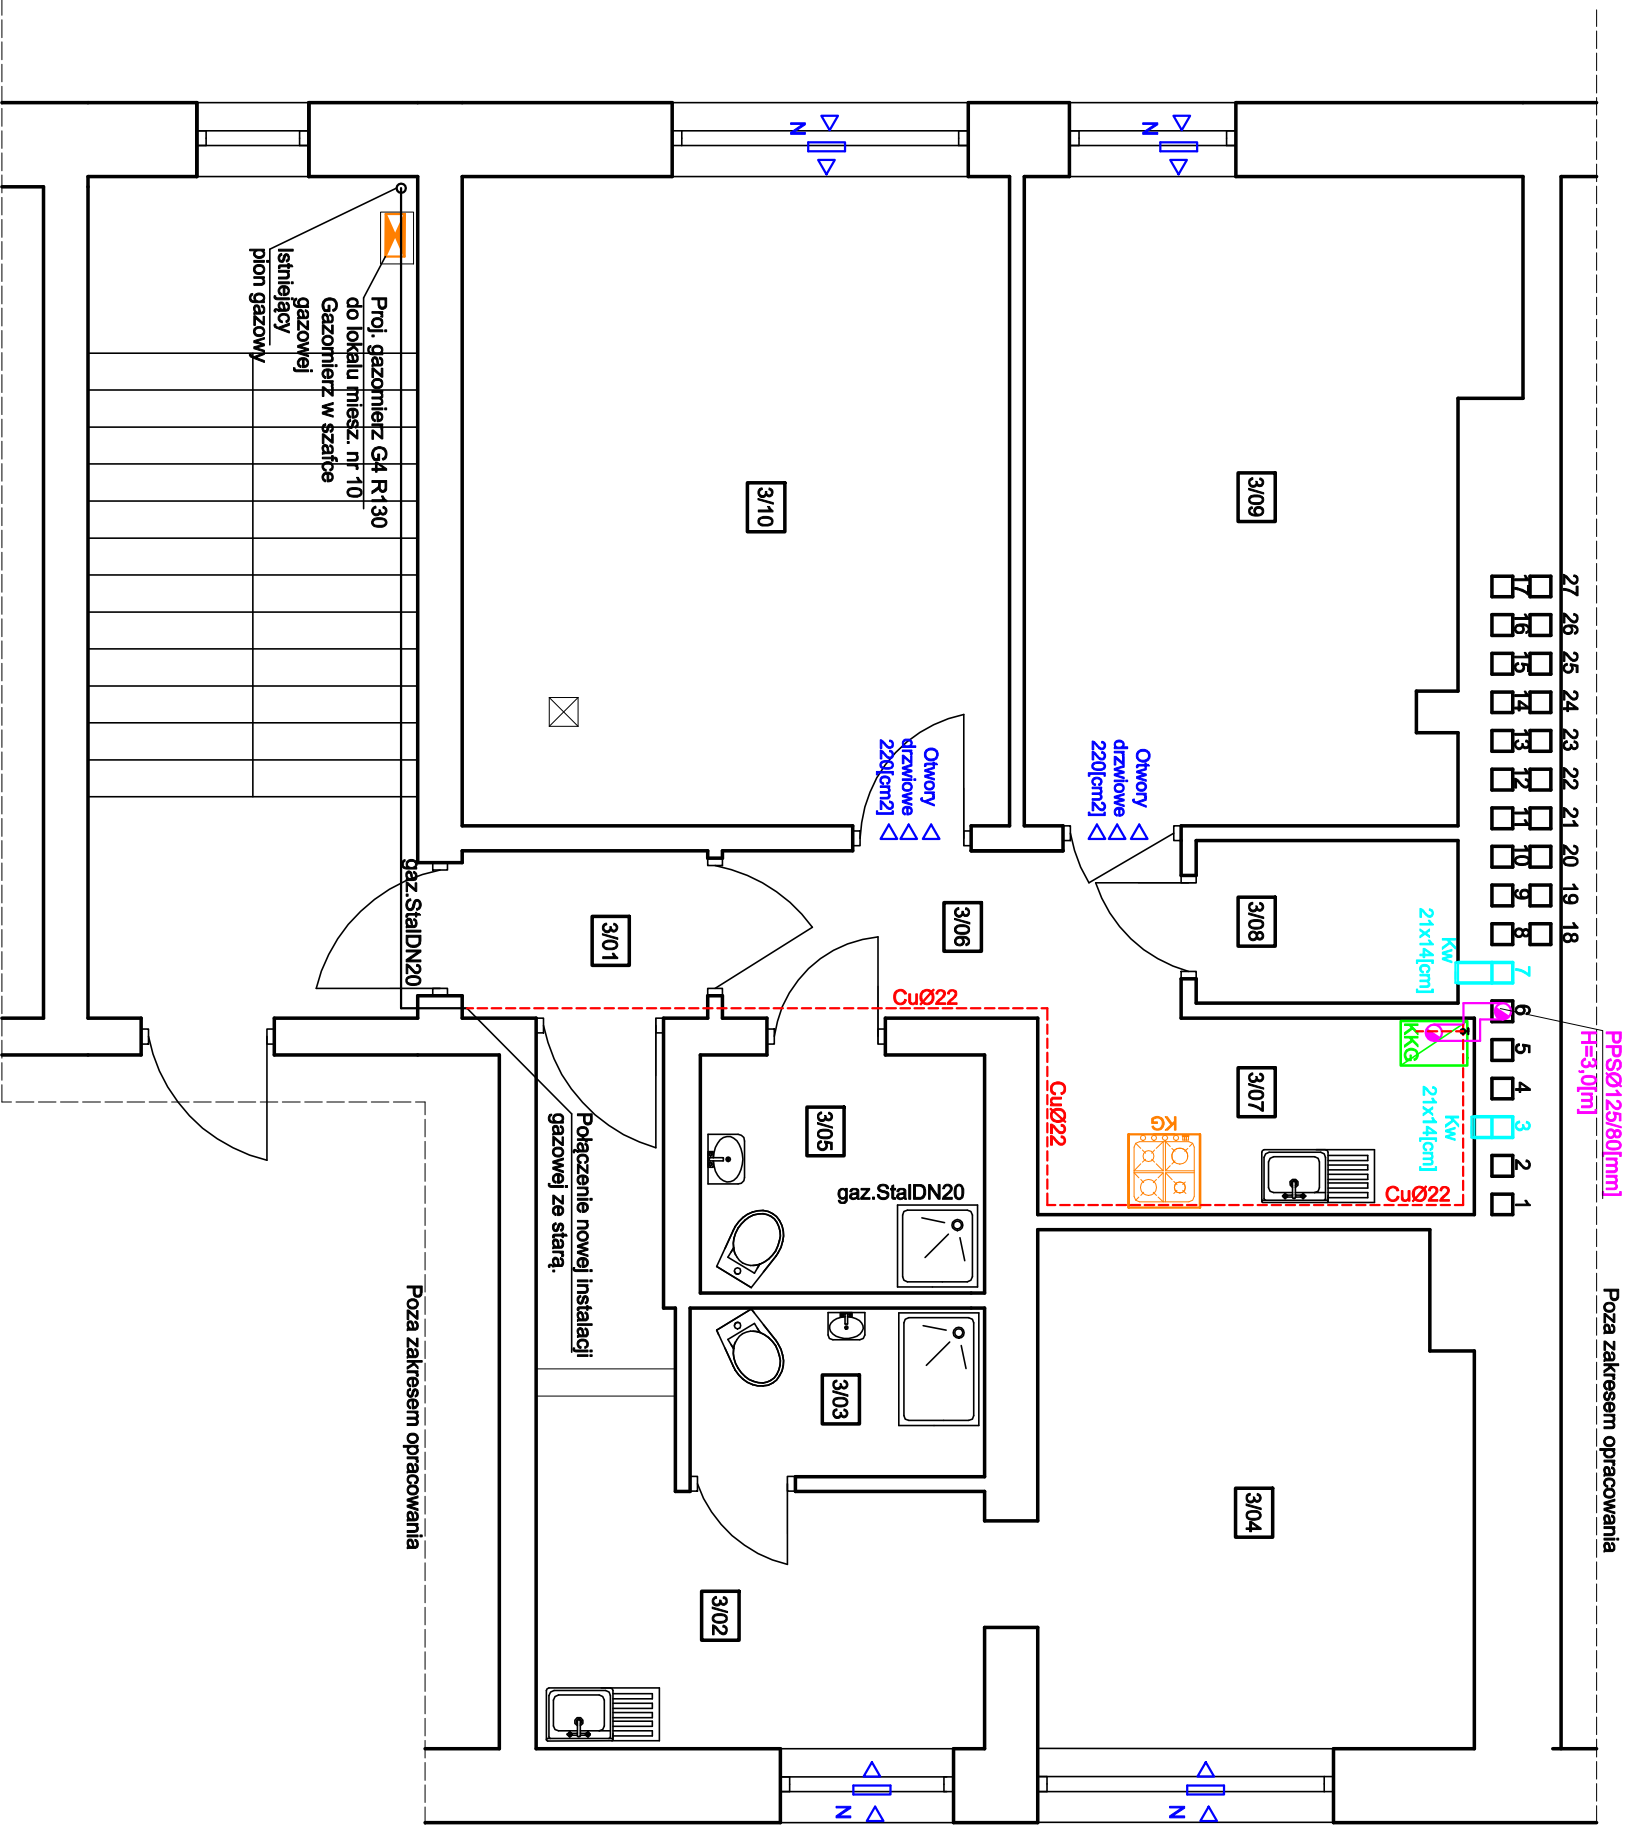 N
N
Istniejący
pion gazowy
Proj. gazomierz G4 R130
do lokalu miesz. nr 10
Gazomierz w szafce
gazowej
3/10
3/09
27
26
25
24
23
22
21
20
19
18
17
16
15
14
13
12
11
10
9
8
7
6
5
4
3
2
1
Otwory
drzwiowe
220[cm2]
Otwory
drzwiowe
220[cm2]
gaz.StalDN20
3/01
3/06
3/08
Kw
21x14[cm]
CuØ22
KKG
PPSØ125/80[mm]
H=3,0[m]
3/07
CuØ22
KG
Kw
21x14[cm]
CuØ22
3/05
gaz.StalDN20
Połączenie nowej instalacji
gazowej ze starą.
3/03
3/04
3/02
Poza zakresem opracowania
Poza zakresem opracowania
N
N